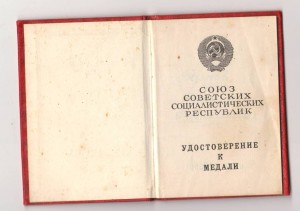 СОЮЗ
СОВЕТСКИХ
СОЦИАЛИСТИЧЕСКИХ
РЕСПУБЛИК
УДОСТОВЕРЕНИЕ
К
МЕДАЛИ